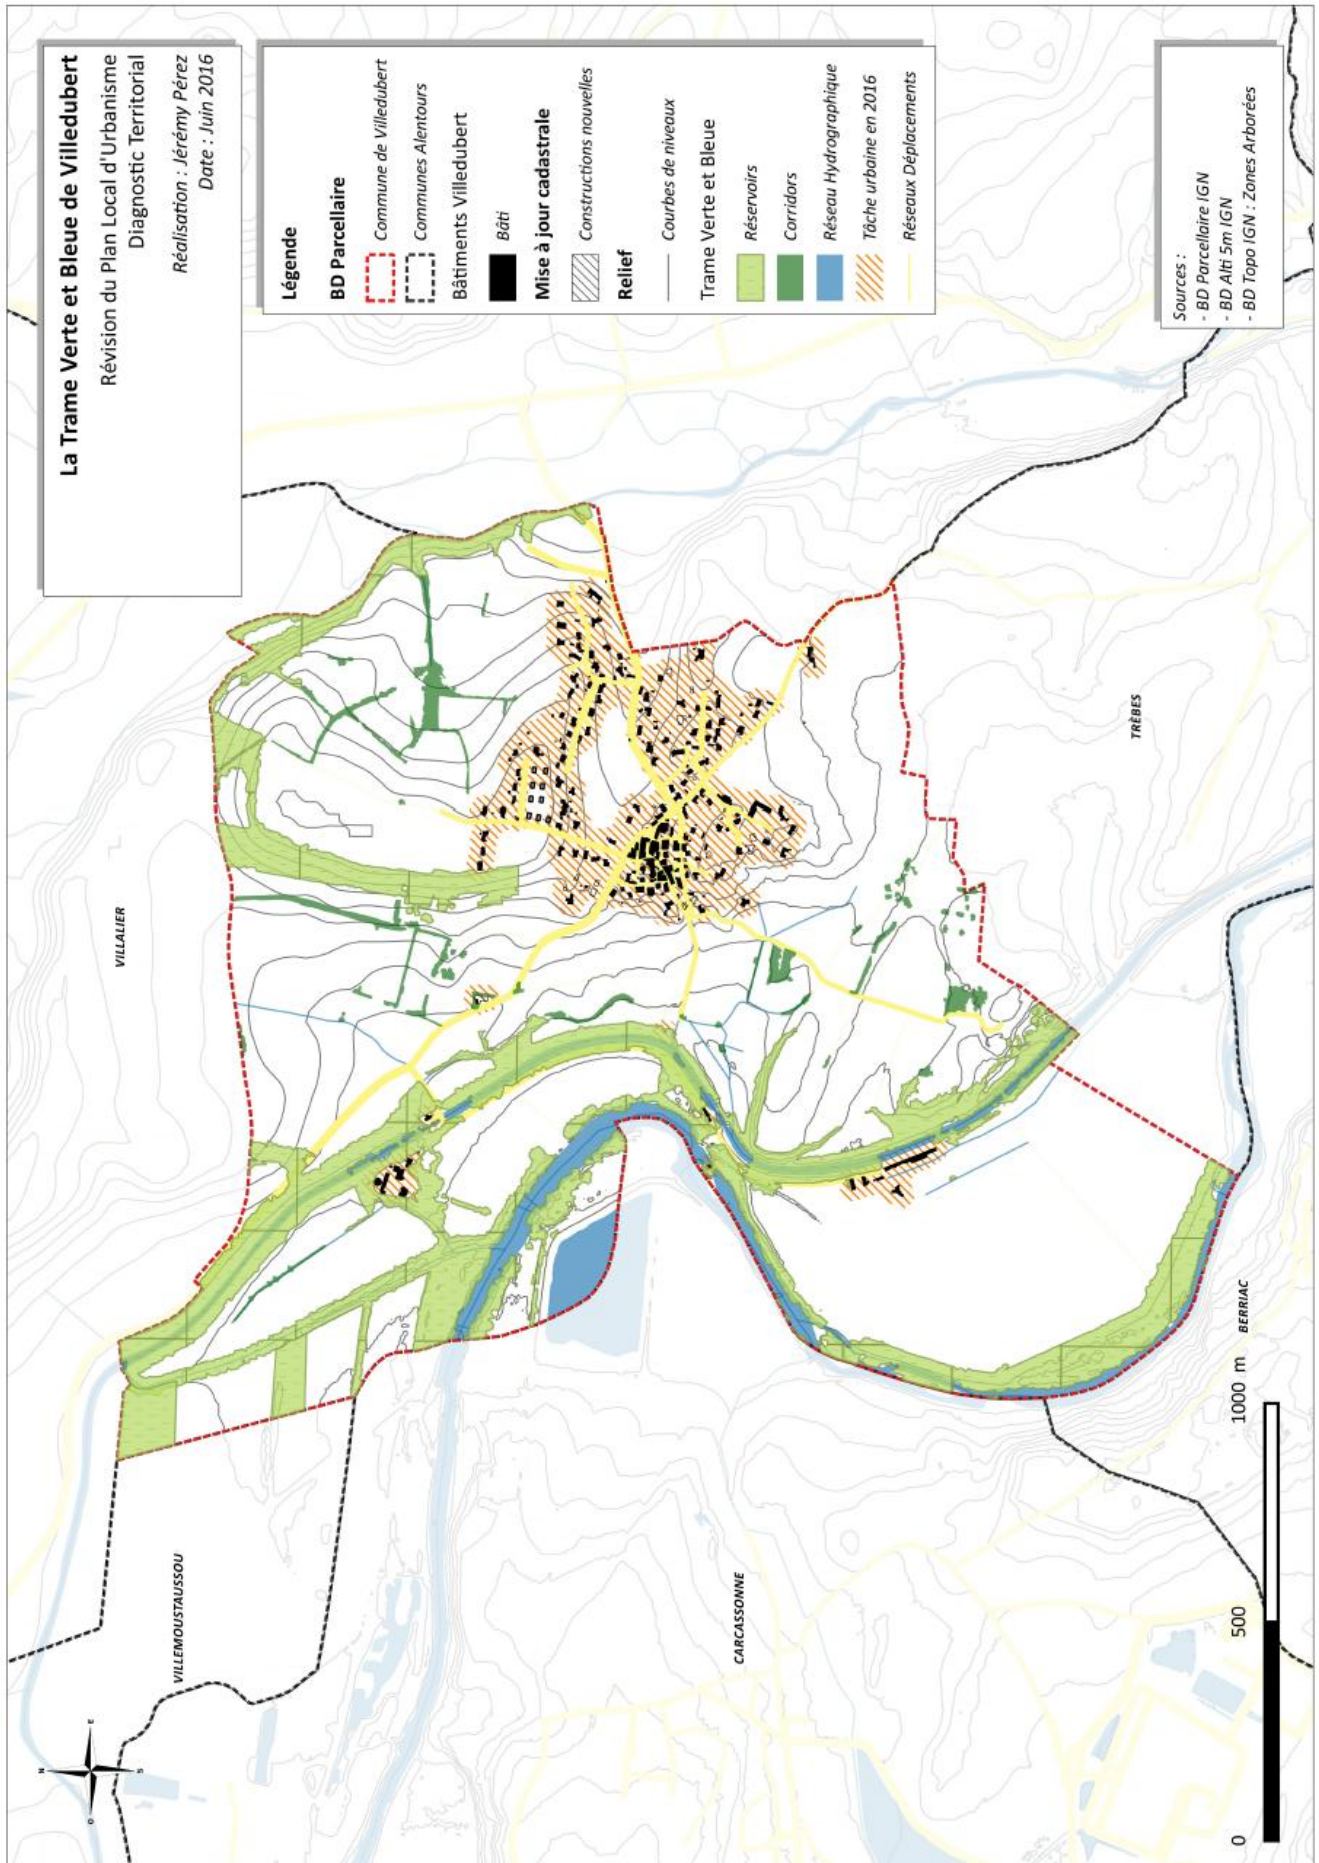 La Trame Verte et Bleue de Villedubert
Révision du Plan Local d'Urbanisme
Diagnostic Territorial
Réalisation : Jérémy Pérez
Date : Juin 2016
Légende
BD Parcellaire
Commune de Villedubert
Communes Alentours
Bâtiments Villedubert
Bâti
Mise à jour cadastrale
Constructions nouvelles
Relief
Courbes de niveaux
Trame Verte et Bleue
Réservoirs
Corridors
Réseau Hydrographique
Tâche urbaine en 2016
Réseaux Déplacements
Sources :
- BD Parcellaire IGN
- BD Alti 5m IGN
- BD Topo IGN : Zones Arborées
VILLALIER
TRÈBES
VILLEMOUSTAUSSOU
CARCASSONNE
BERRIAC
N
O
E
S
0
500
1000 m